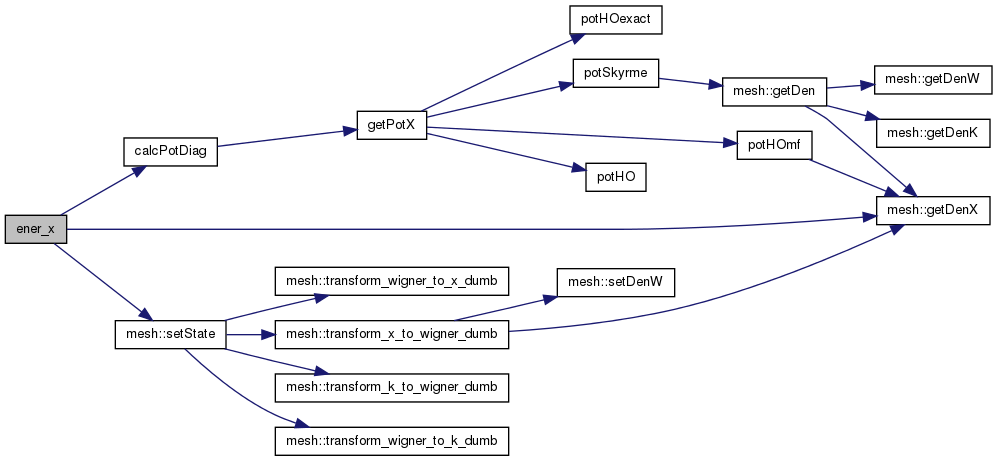 potHOexact
potSkyrme
mesh::getDenW
mesh::getDen
getPotX
mesh::getDenK
calcPotDiag
potHOmf
potHO
mesh::getDenX
ener_x
mesh::transform_wigner_to_x_dumb
mesh::setDenW
mesh::setState
mesh::transform_x_to_wigner_dumb
mesh::transform_k_to_wigner_dumb
mesh::transform_wigner_to_k_dumb